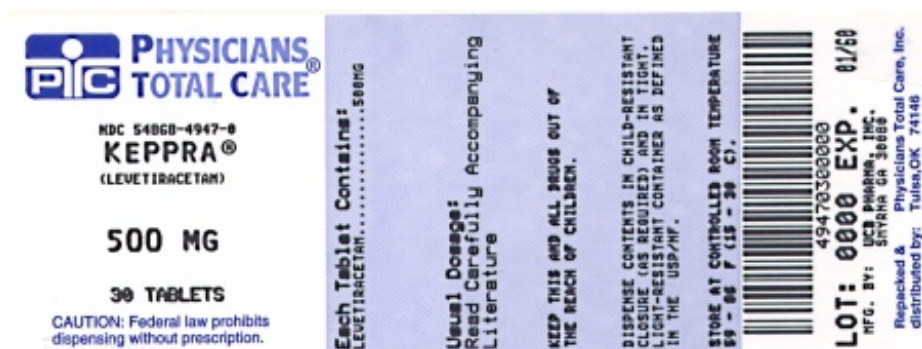 PTC
PHYSICIANS
TOTAL CARE®
NDC 54868-4947-0
KEPPRA®
(LEVETIRACETAM)
500 MG
30 TABLETS
CAUTION: Federal law prohibits
dispensing without prescription.
Each Tablet Contains:
LEVETIRACETAM..............500MG
Usual Dosage:
Read Carefully Accompanying
Literature
KEEP THIS AND ALL DRUGS OUT OF
THE REACH OF CHILDREN.
DISPENSE CONTENTS IN CHILD-RESISTANT
CLOSURE (AS REQUIRED) AND IN TIGHT,
LIGHT-RESISTANT CONTAINER AS DEFINED
IN THE USP/NF.
STORE AT CONTROLLED ROOM TEMPERATURE
59 - 86 F (15 - 30 C).
4947030000
LOT: 0000 EXP. 01/60
MFG. BY: UCB PHARMA, INC.
SMYRNA GA 30080
Repacked & Physicians Total Care, Inc.
distributed by: Tulsa, OK 74146